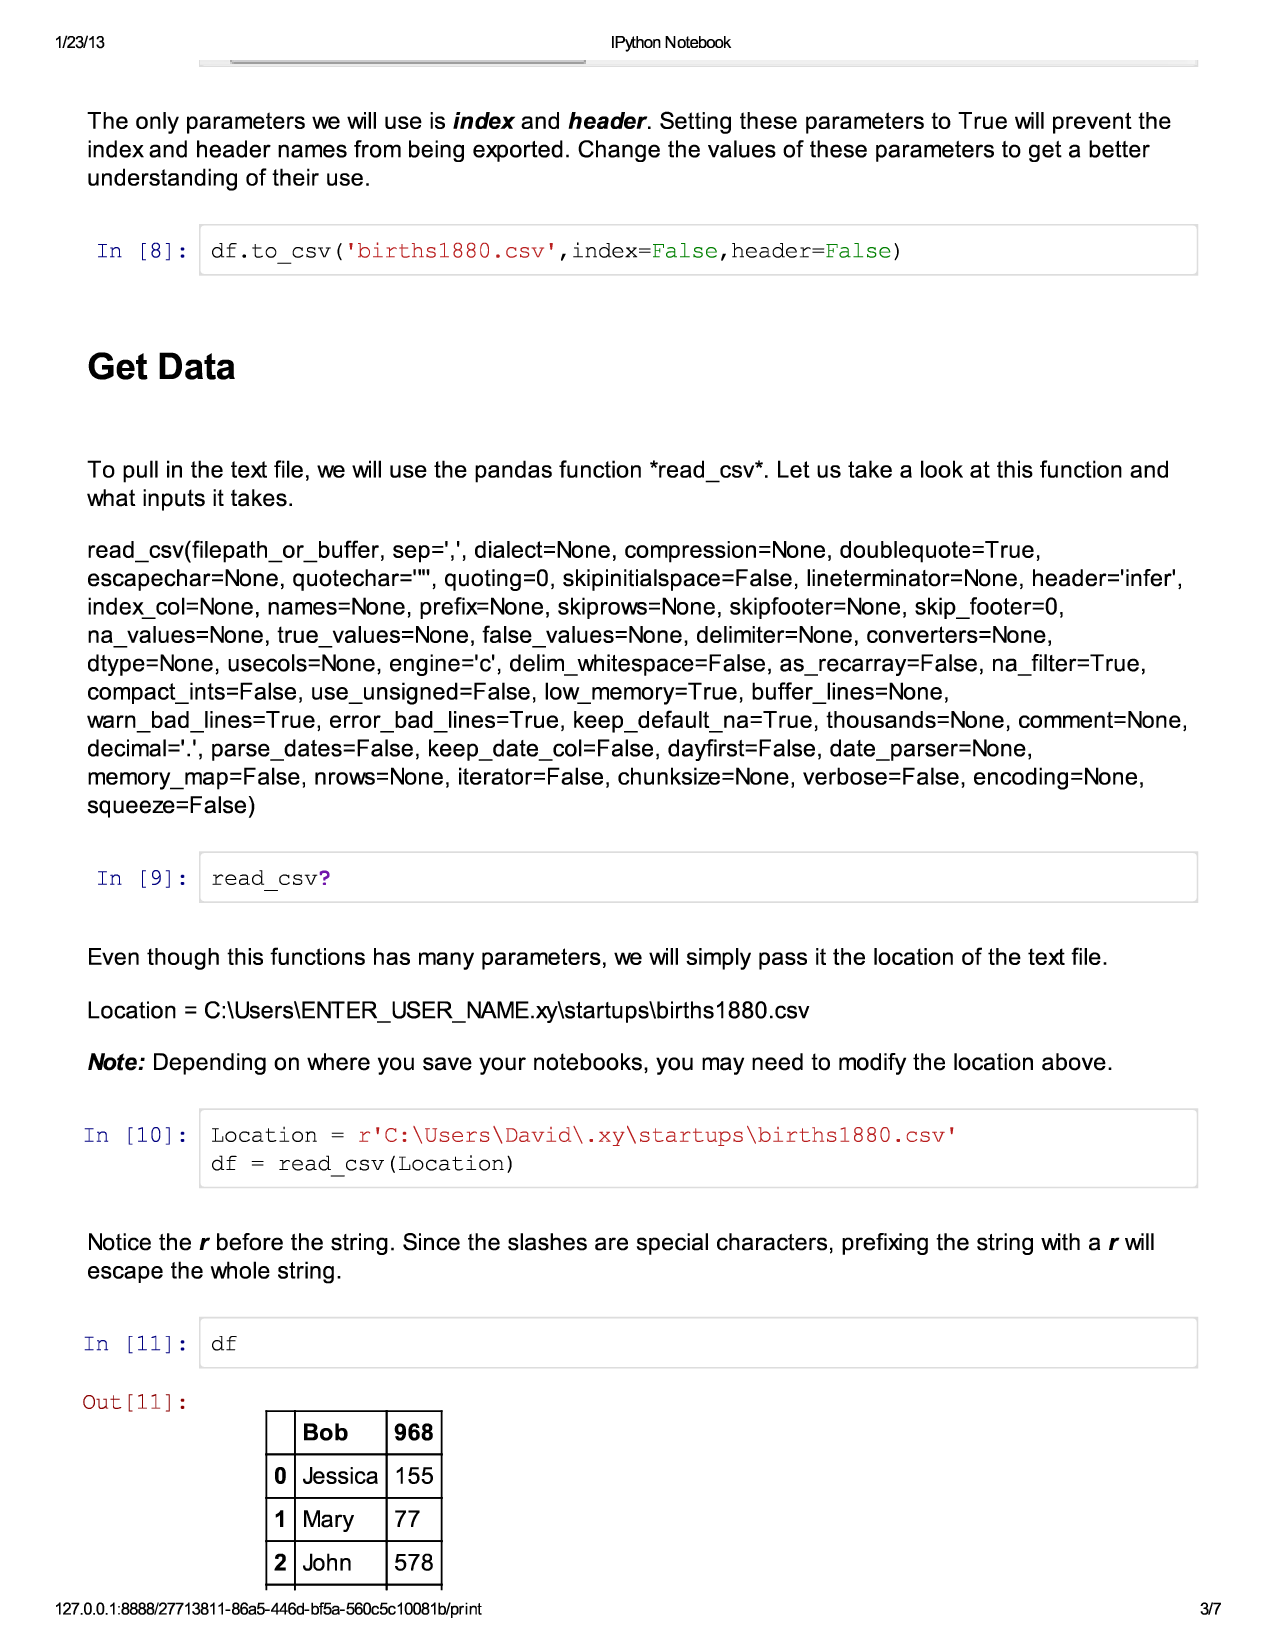 1/23/13 IPython Notebook
The only parameters we will use is index and header. Setting these parameters to True will prevent the
index and header names from being exported. Change the values of these parameters to get a better
understanding of their use.
In [8]: df.to_csv('births1880.csv',index=False,header=False)
Get Data
To pull in the text file, we will use the pandas function *read_csv*. Let us take a look at this function and
what inputs it takes.
read_csv(filepath_or_buffer, sep=',', dialect=None, compression=None, doublequote=True,
escapechar=None, quotechar='"', quoting=0, skipinitialspace=False, lineterminator=None, header='infer',
index_col=None, names=None, prefix=None, skiprows=None, skipfooter=None, skip_footer=0,
na_values=None, true_values=None, false_values=None, delimiter=None, converters=None,
dtype=None, usecols=None, engine='c', delim_whitespace=False, as_recarray=False, na_filter=True,
compact_ints=False, use_unsigned=False, low_memory=True, buffer_lines=None,
warn_bad_lines=True, error_bad_lines=True, keep_default_na=True, thousands=None, comment=None,
decimal='.', parse_dates=False, keep_date_col=False, dayfirst=False, date_parser=None,
memory_map=False, nrows=None, iterator=False, chunksize=None, verbose=False, encoding=None,
squeeze=False)
In [9]: read_csv?
Even though this functions has many parameters, we will simply pass it the location of the text file.
Location = C:\Users\ENTER_USER_NAME.xy\startups\births1880.csv
Note: Depending on where you save your notebooks, you may need to modify the location above.
In [10]: Location = r'C:\Users\David\.xy\startups\births1880.csv'
df = read_csv(Location)
Notice the r before the string. Since the slashes are special characters, prefixing the string with a r will
escape the whole string.
In [11]: df
Out[11]:
Bob 968
0 Jessica 155
1 Mary 77
2 John 578
127.0.0.1:8888/27713811-86a5-446d-bf5a-560c5c10081b/print 3/7